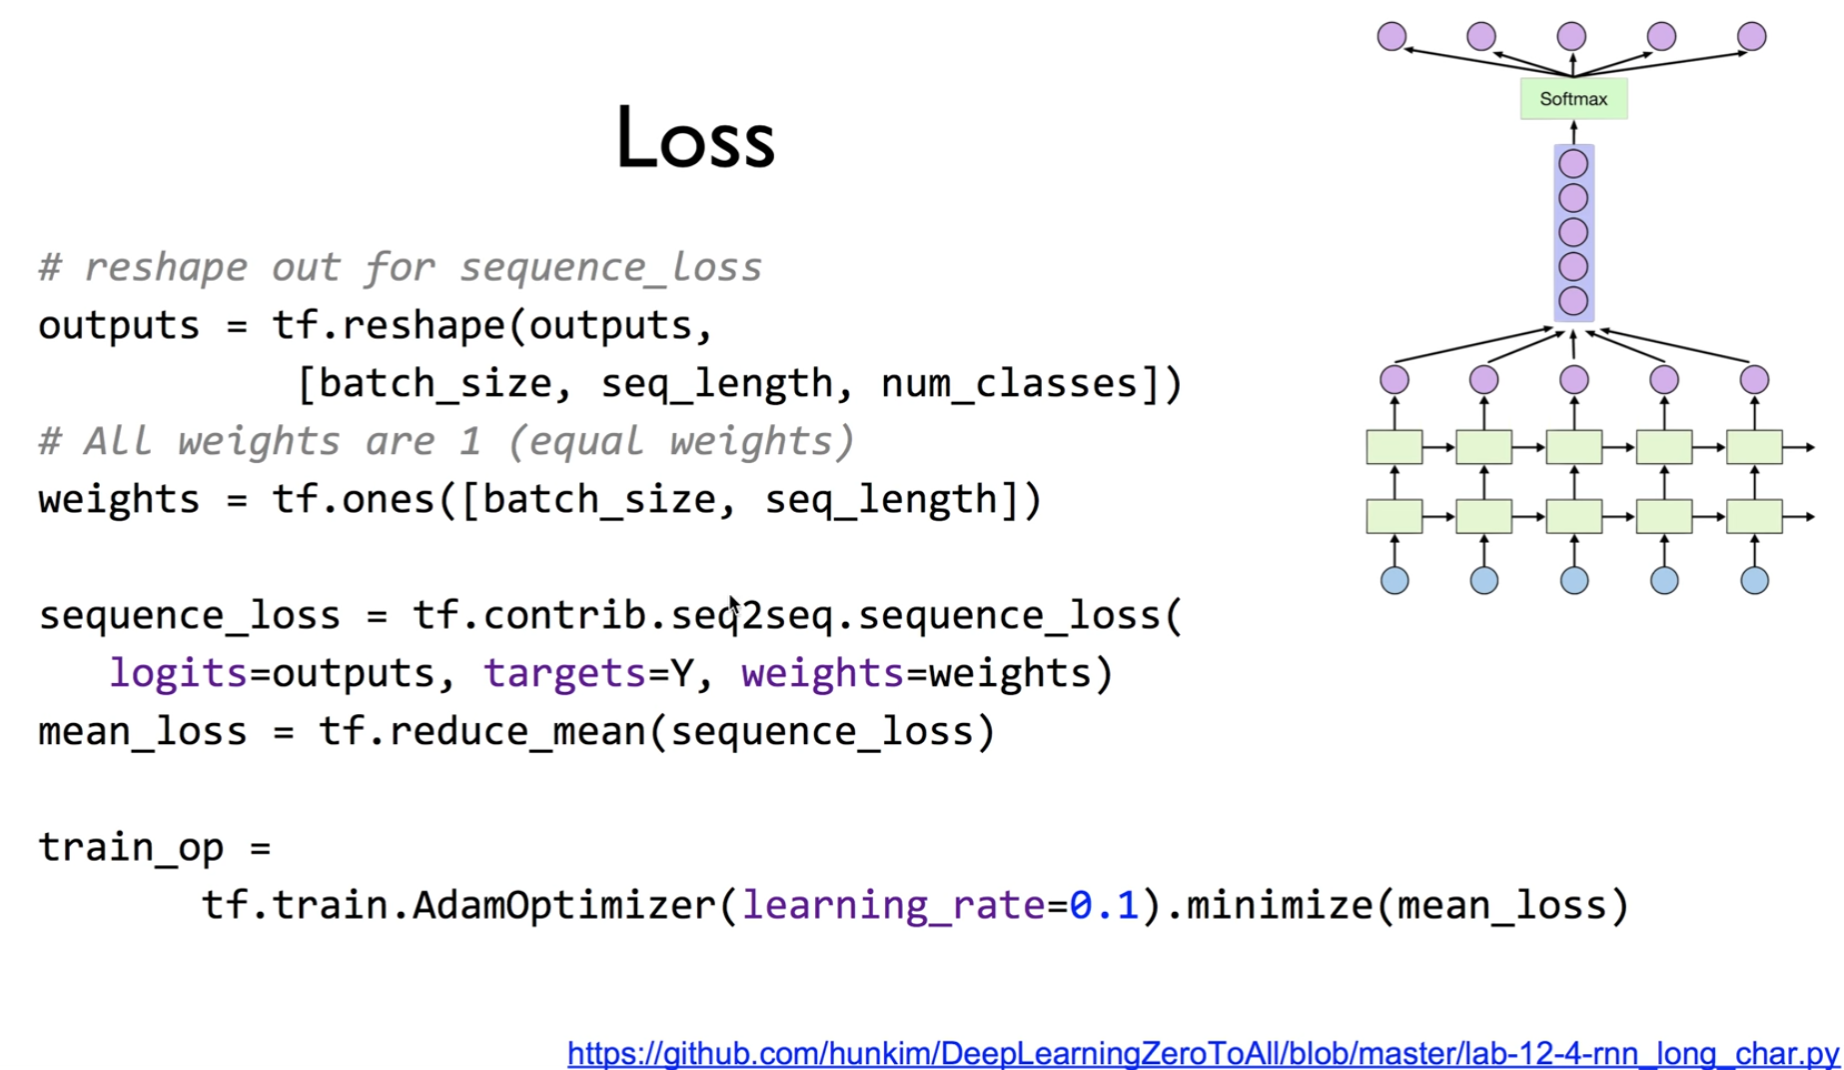 Softmax
Loss
# reshape out for sequence_loss
outputs = tf.reshape(outputs,
[batch_size, seq_length, num_classes])
# All weights are 1 (equal weights)
weights = tf.ones([batch_size, seq_length])
sequence_loss = tf.contrib.seq2seq.sequence_loss(
logits=outputs, targets=Y, weights=weights)
mean_loss = tf.reduce_mean(sequence_loss)
train_op =
tf.train.AdamOptimizer(learning_rate=0.1).minimize(mean_loss)
https://github.com/hunkim/DeepLearningZeroToAll/blob/master/lab-12-4-rnn_long_char.py